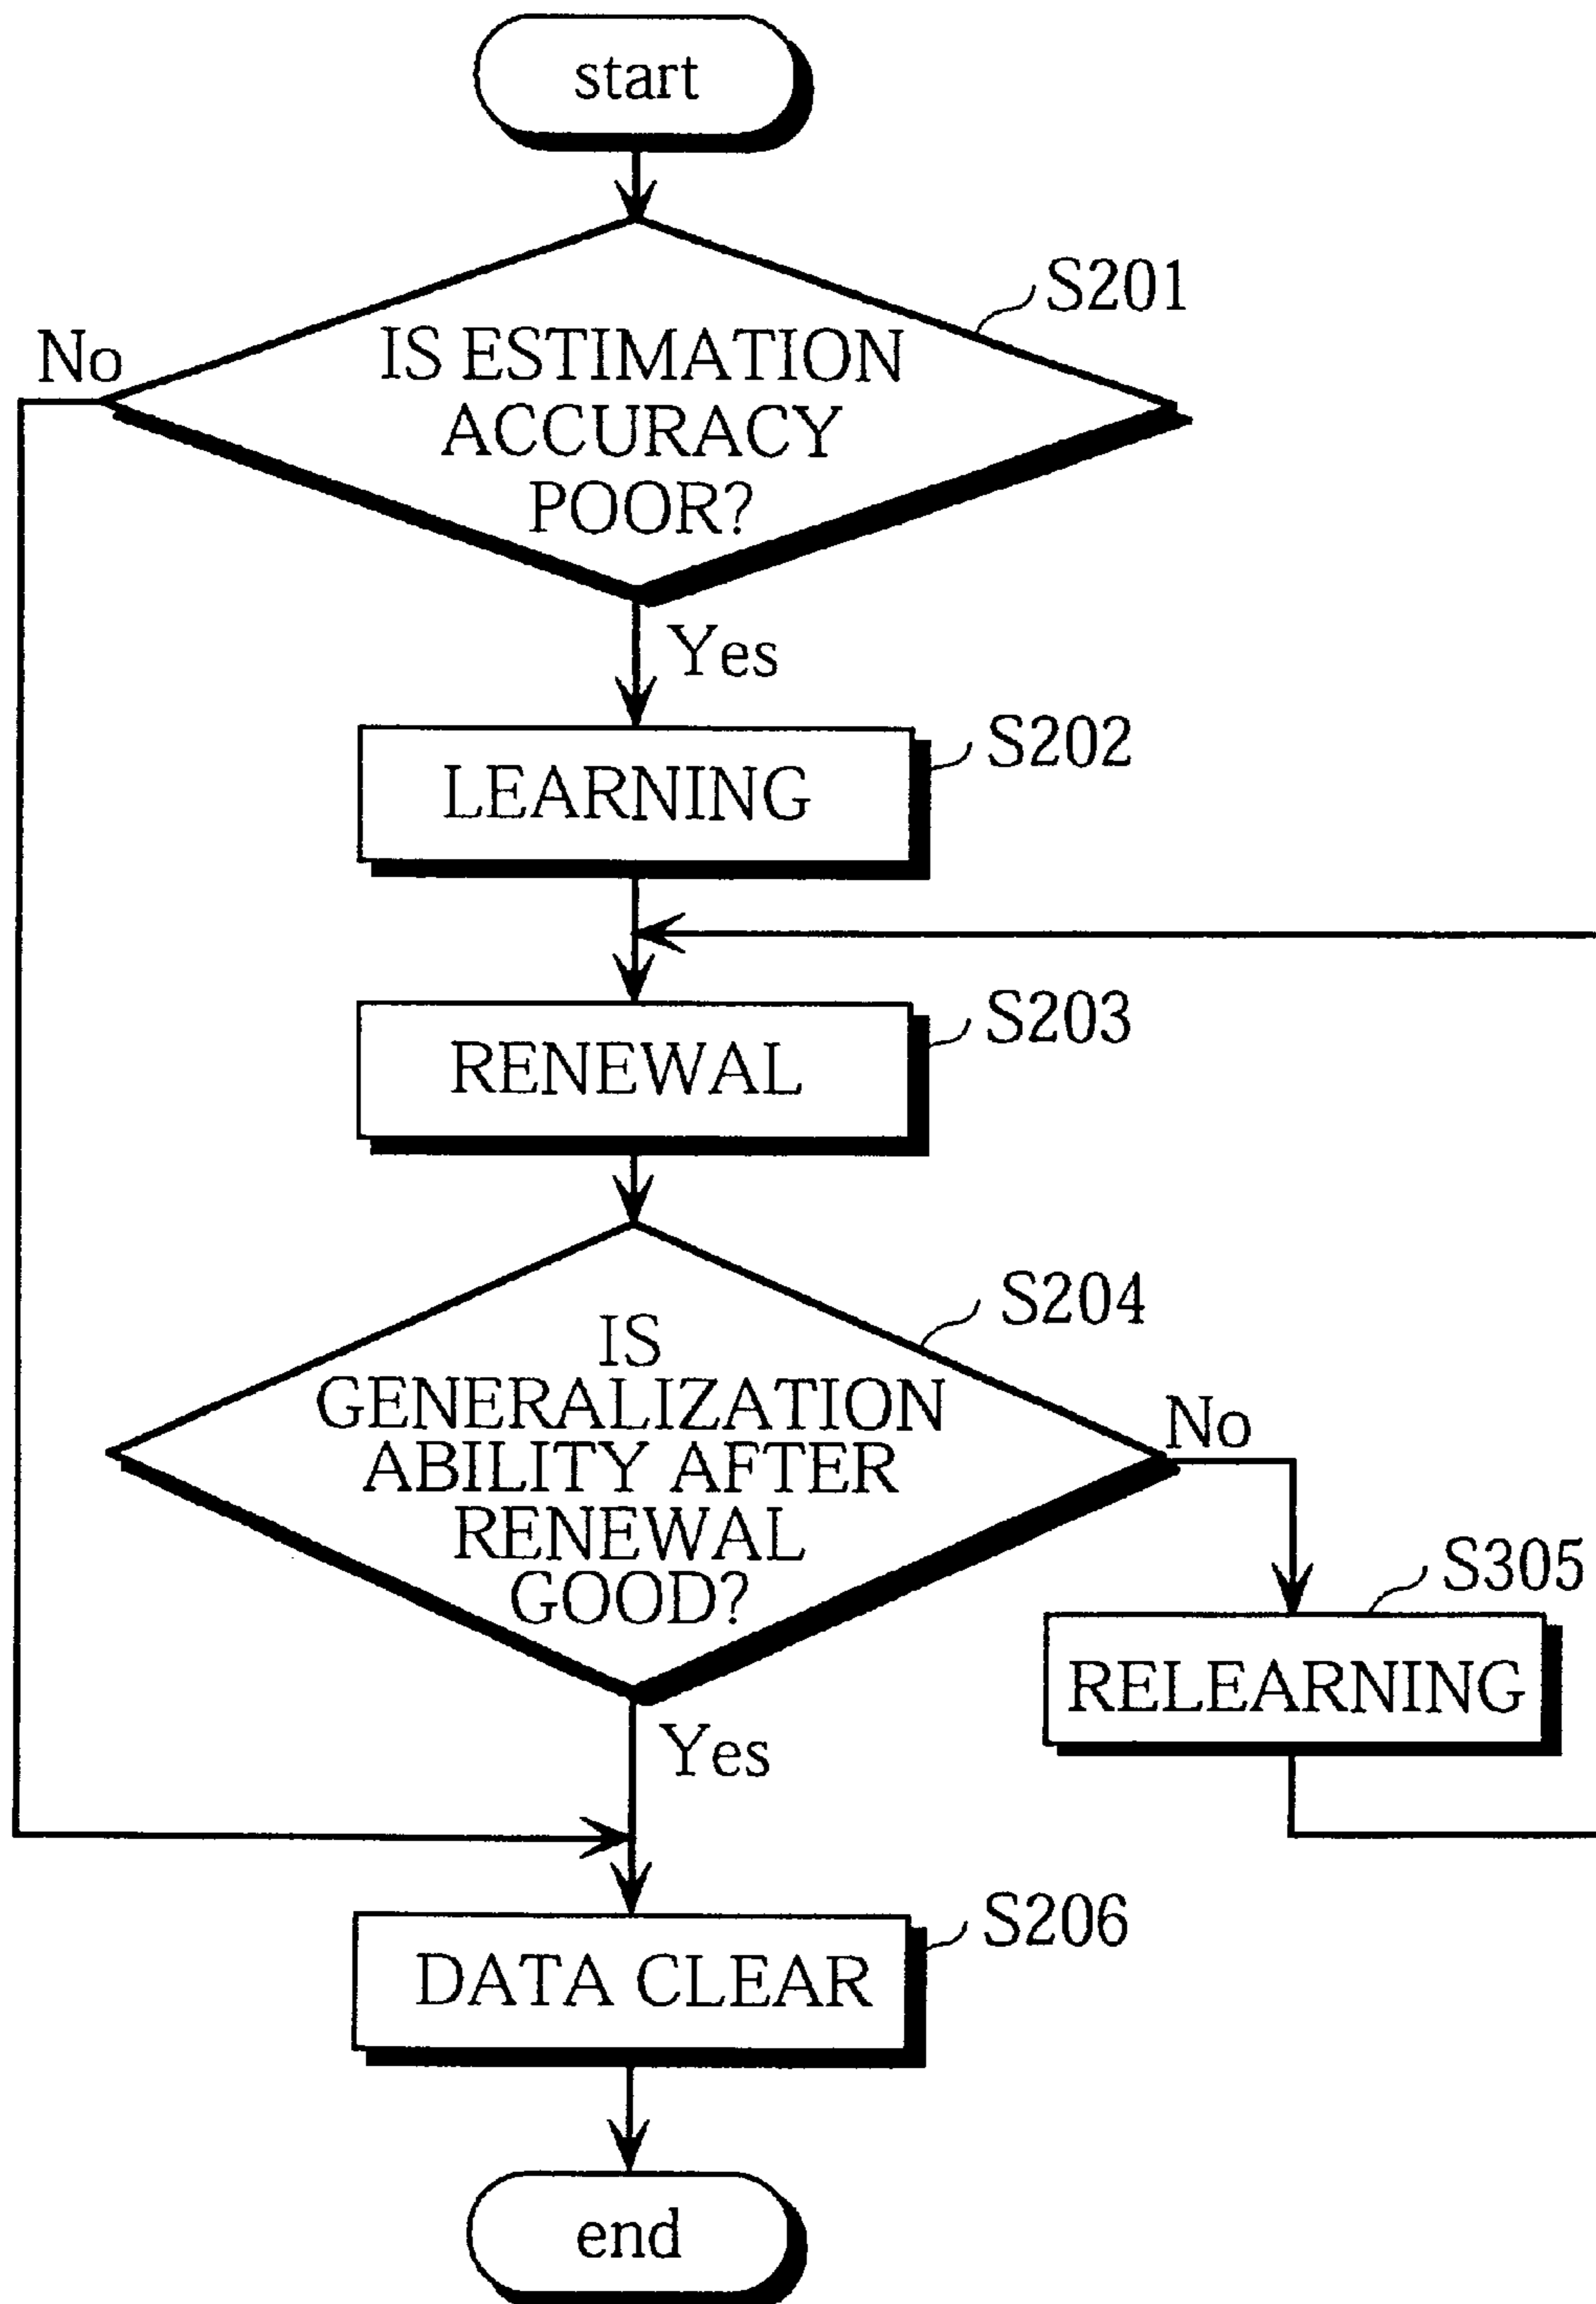 start
S201
No
IS ESTIMATION
ACCURACY
POOR?
Yes
S202
LEARNING
S203
RENEWAL
S204
IS
GENERALIZATION
ABILITY AFTER
RENEWAL
GOOD?
No
S305
RELEARNING
Yes
S206
DATA CLEAR
end